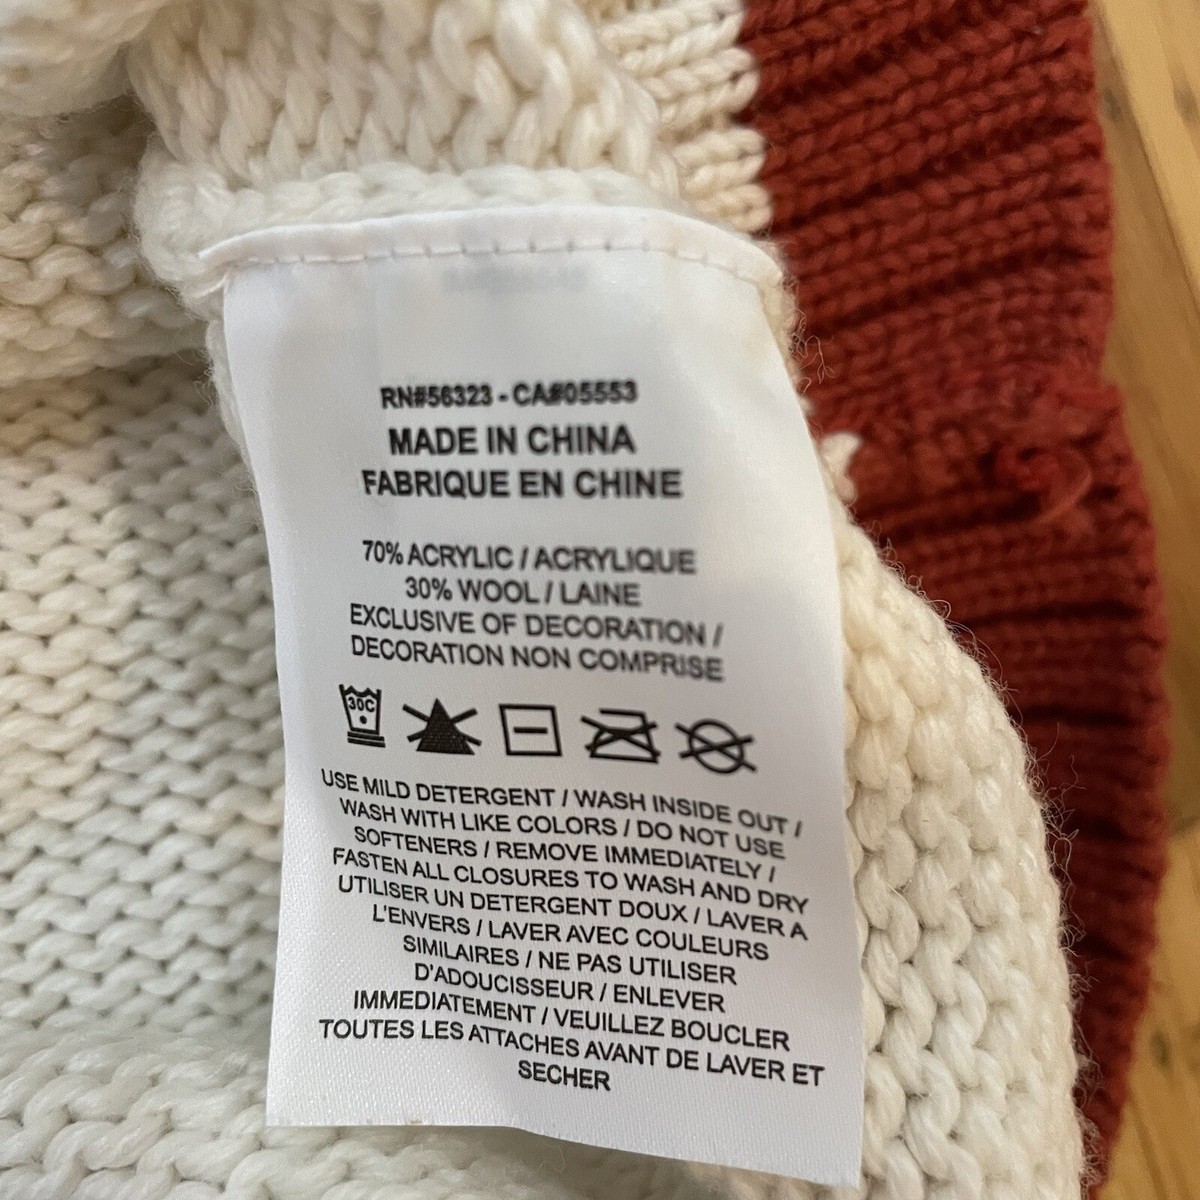 RN#56323 - CA#05553
MADE IN CHINA
FABRIQUE EN CHINE
70% ACRYLIC / ACRYLIQUE
30% WOOL / LAINE
EXCLUSIVE OF DECORATION /
DECORATION NON COMPRISE
30C
USE MILD DETERGENT / WASH INSIDE OUT /
WASH WITH LIKE COLORS / DO NOT USE
SOFTENERS / REMOVE IMMEDIATELY /
FASTEN ALL CLOSURES TO WASH AND DRY
UTILISER UN DETERGENT DOUX / LAVER A
L'ENVERS / LAVER AVEC COULEURS
SIMILAIRES / NE PAS UTILISER
D'ADOUCISSEUR / ENLEVER
IMMEDIATEMENT / VEUILLEZ BOUCLER
TOUTES LES ATTACHES AVANT DE LAVER ET
SECHER